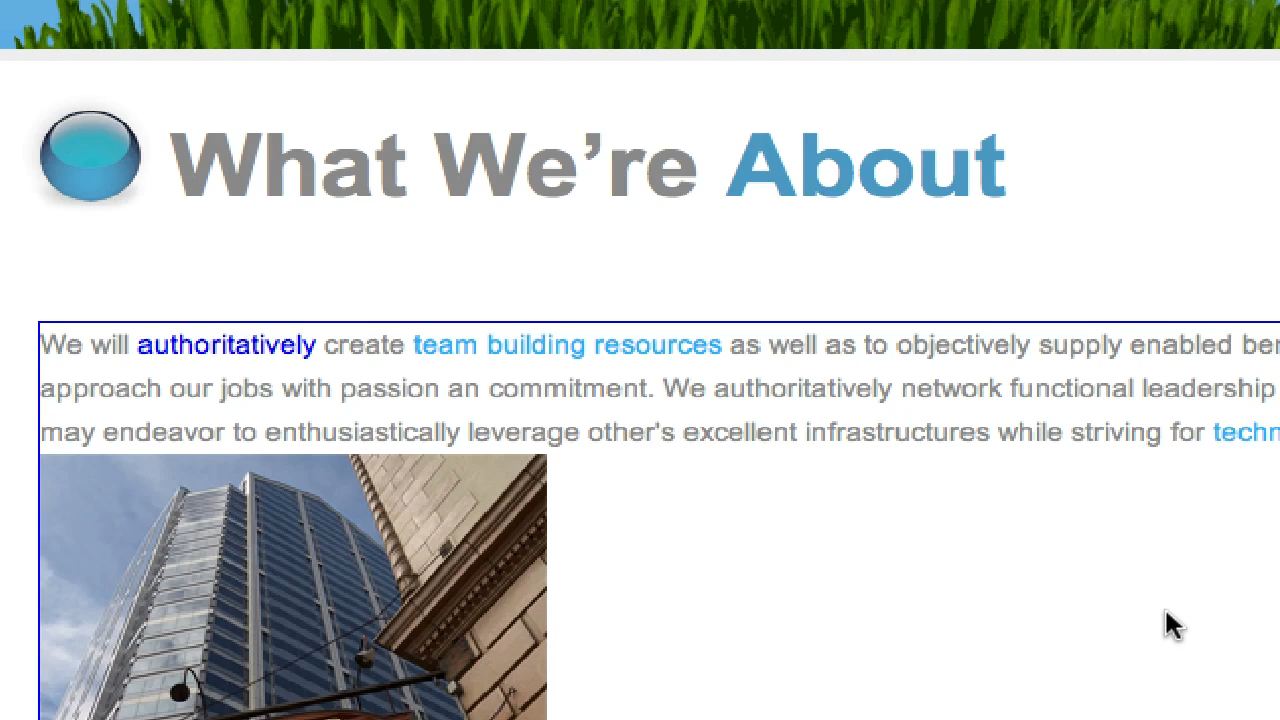 What We’re About
We will authoritatively create team building resources as well as to objectively supply enabled
approach our jobs with passion an commitment. We authoritatively network functional leadership
may endeavor to enthusiastically leverage other's excellent infrastructures while striving for